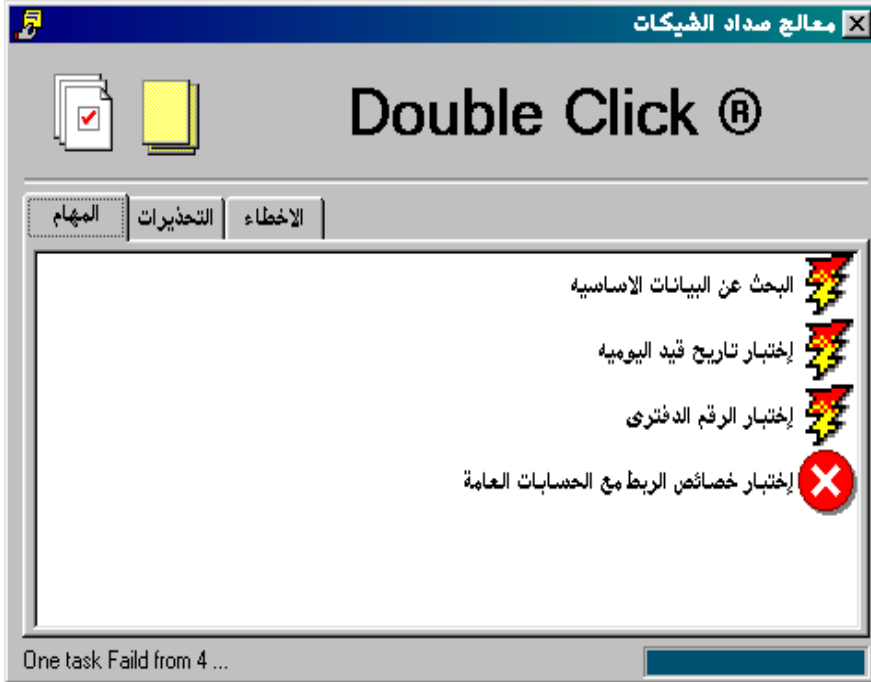 معالج سداد الشيكات
Double Click ®
المهام
التحذيرات
الاخطاء
البحث عن البيانات الاساسيه
إختبار تاريخ قيد اليوميه
إختبار الرقم الدفترى
إختبار خصائص الربط مع الحسابات العامة
One task Faild from 4 ...